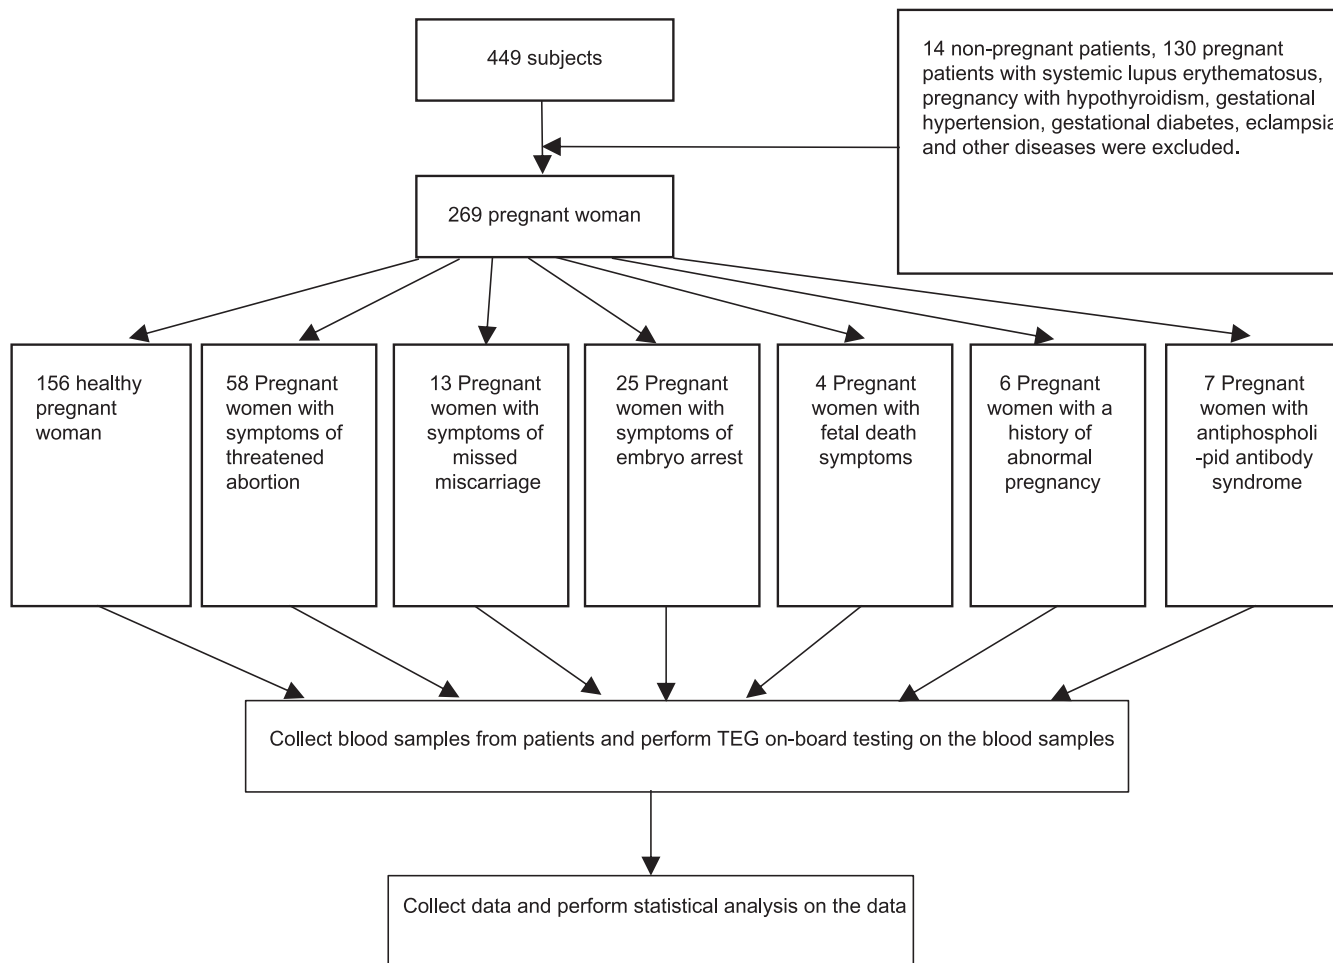 449 subjects
14 non-pregnant patients, 130 pregnant
patients with systemic lupus erythematosus,
pregnancy with hypothyroidism, gestational
hypertension, gestational diabetes, eclampsia
and other diseases were excluded.
269 pregnant woman
156 healthy
pregnant
woman
58 Pregnant
women with
symptoms of
threatened
abortion
13 Pregnant
women with
symptoms of
missed
miscarriage
25 Pregnant
women with
symptoms of
embryo arrest
4 Pregnant
women with
fetal death
symptoms
6 Pregnant
women with a
history of
abnormal
pregnancy
7 Pregnant
women with
antiphospholi
-pid antibody
syndrome
Collect blood samples from patients and perform TEG on-board testing on the blood samples
Collect data and perform statistical analysis on the data